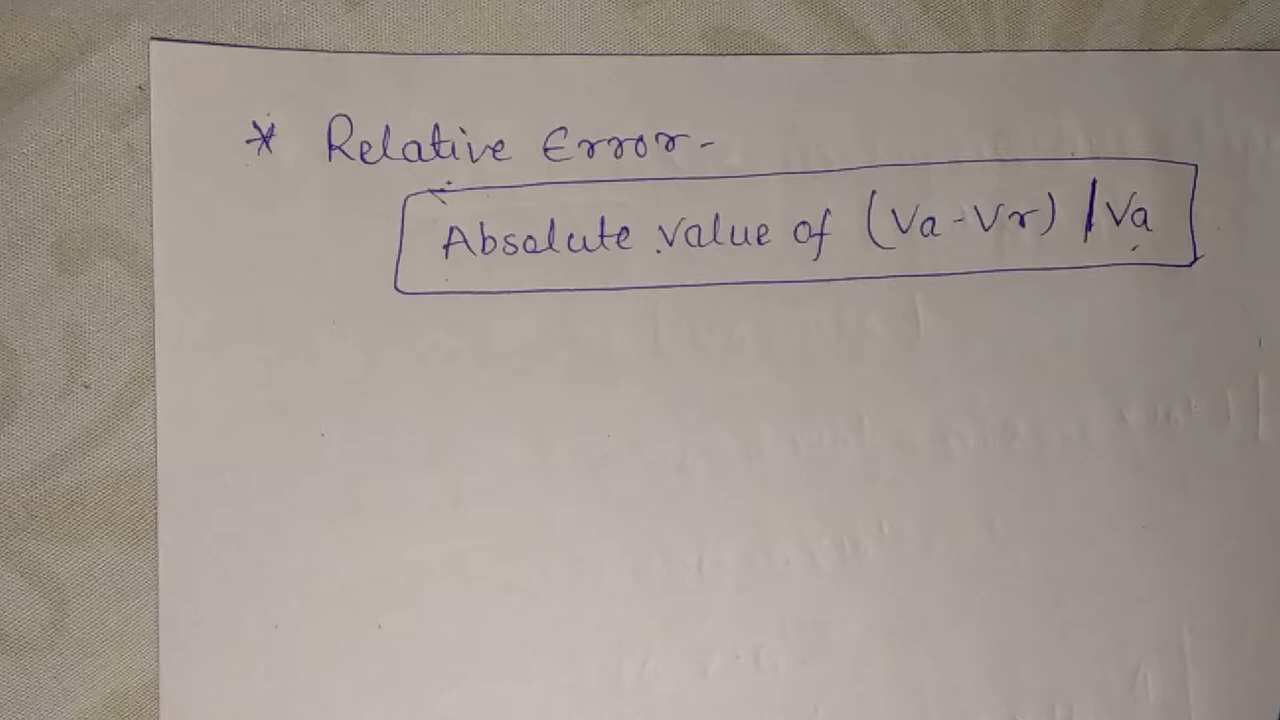 * Relative Error-
Absolute value of (Va-Vr) / Va